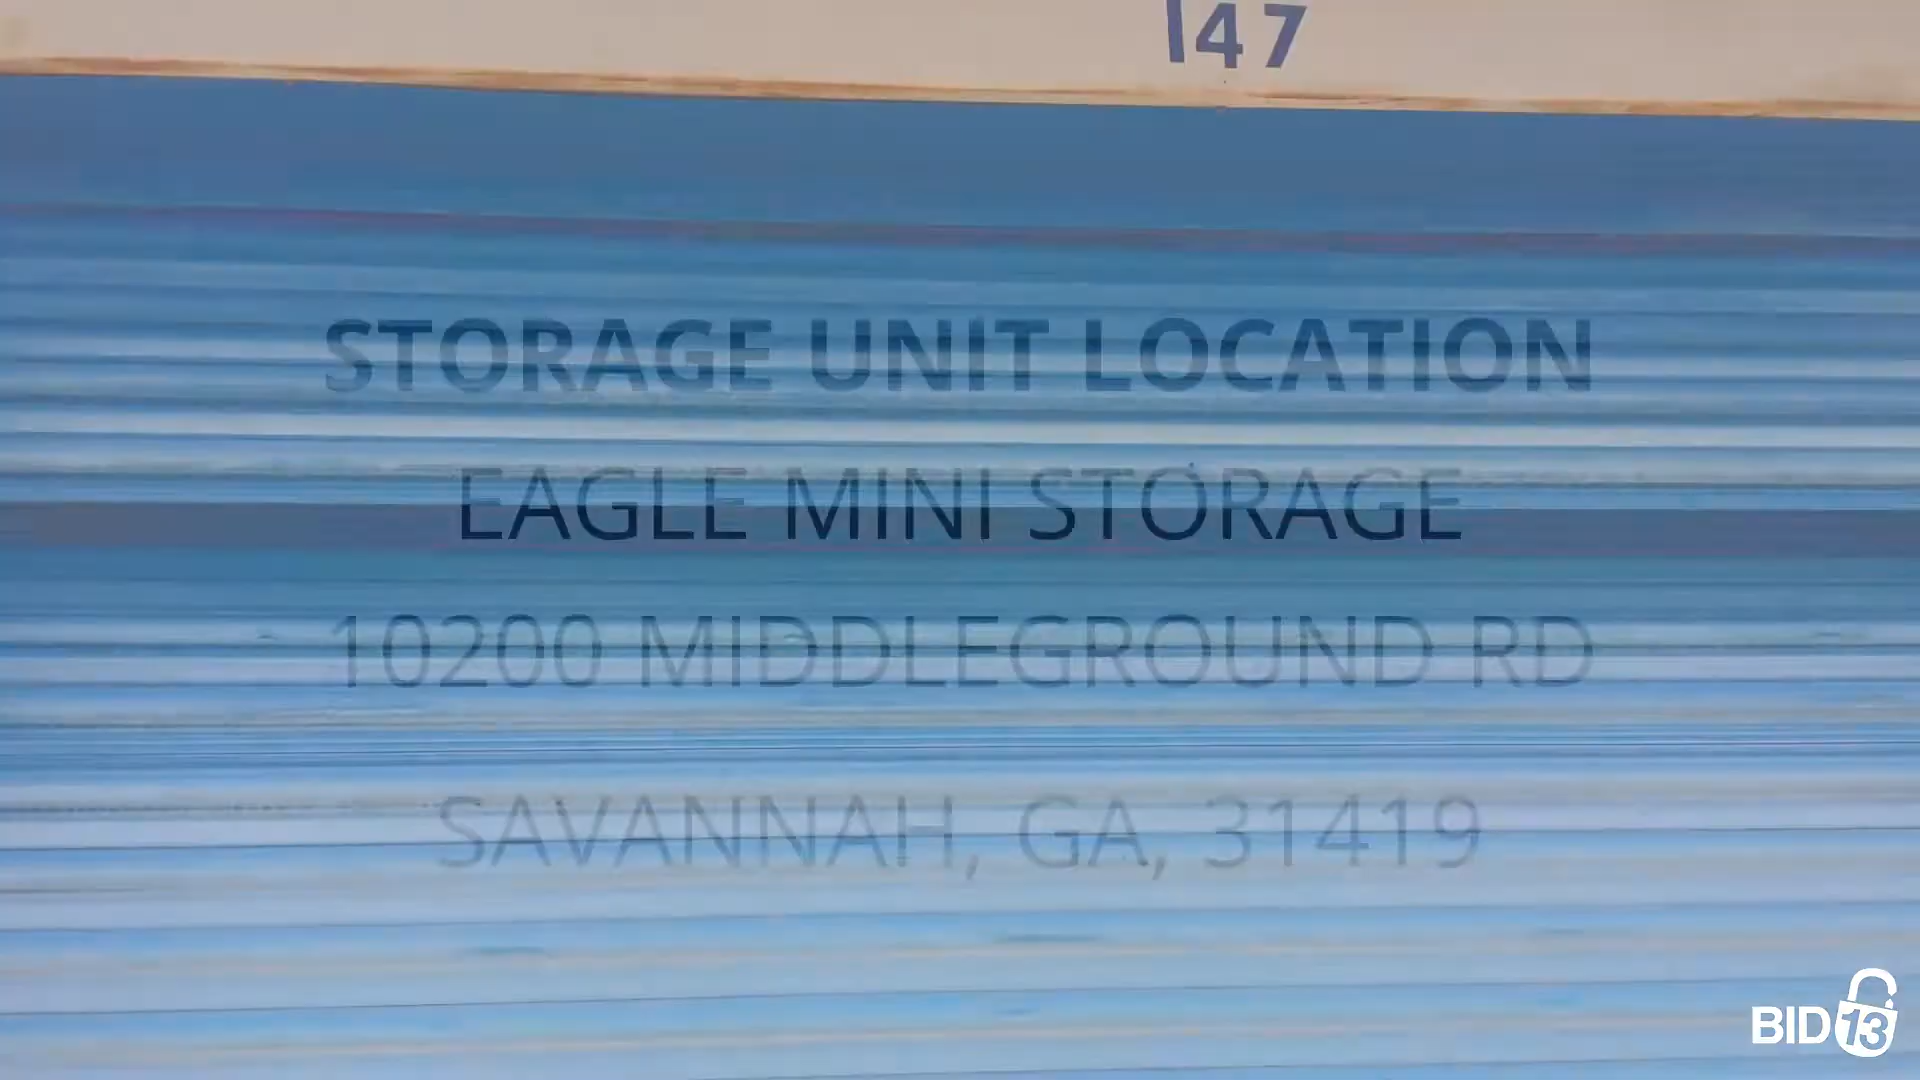 147
STORAGE UNIT LOCATION
EAGLE MINI STORAGE
10200 MIDDLEGROUND RD
SAVANNAH, GA, 31419
BID13